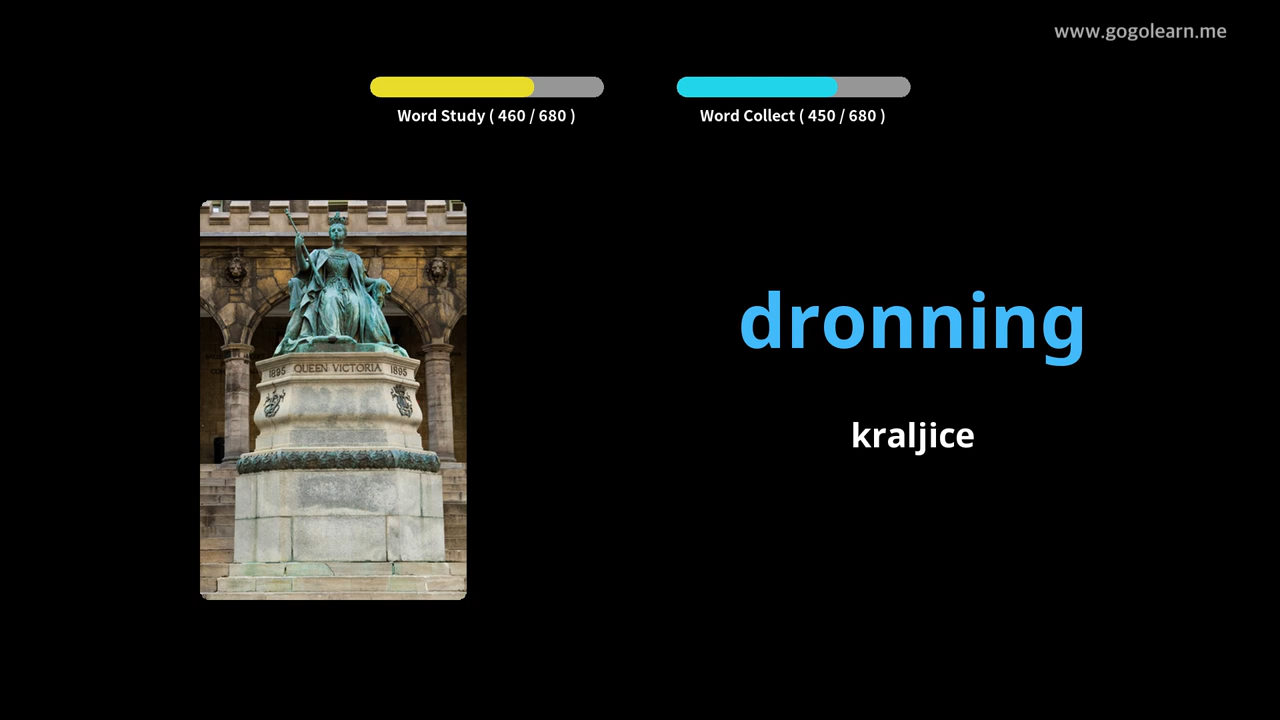 www.gogolearn.me
Word Study ( 460 / 680 )
Word Collect ( 450 / 680 )
1895 QUEEN VICTORIA 1895
dronning
kraljice